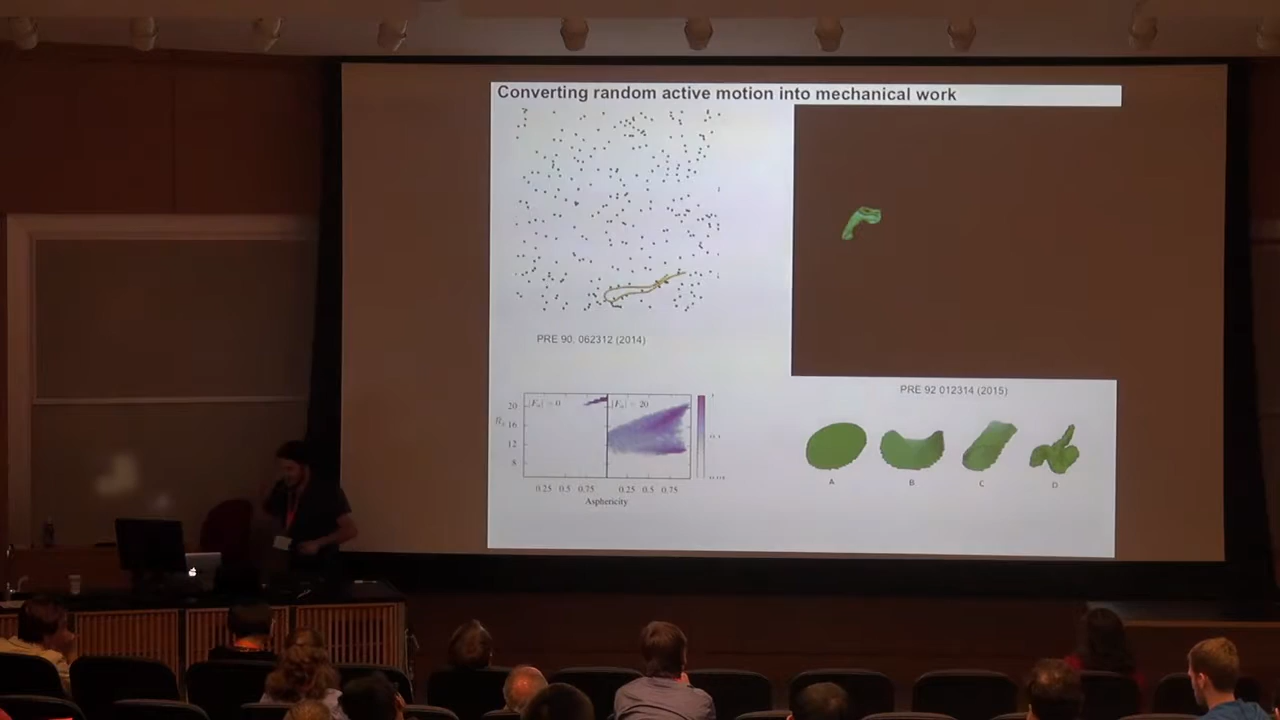 Converting random active motion into mechanical work
PRE 90, 062312 (2014)
PRE 92 012314 (2015)
20
16
12
8
0.25 0.5 0.75
0.25 0.5 0.75
Asphericity
A
B
C
D